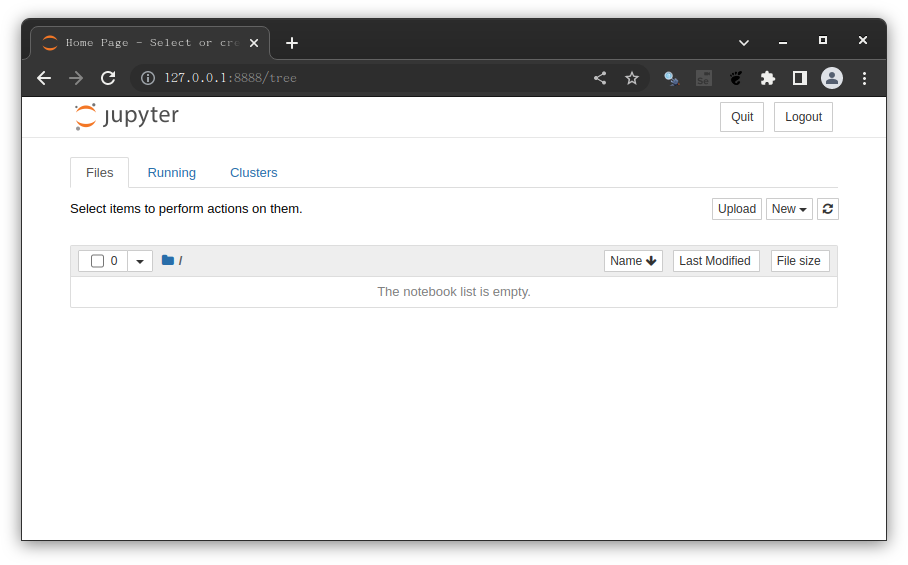 Home Page - Select or cre
127.0.0.1:8888/tree
jupyter
Quit
Logout
Files
Running
Clusters
Select items to perform actions on them.
Upload
New
0
/
Name
Last Modified
File size
The notebook list is empty.